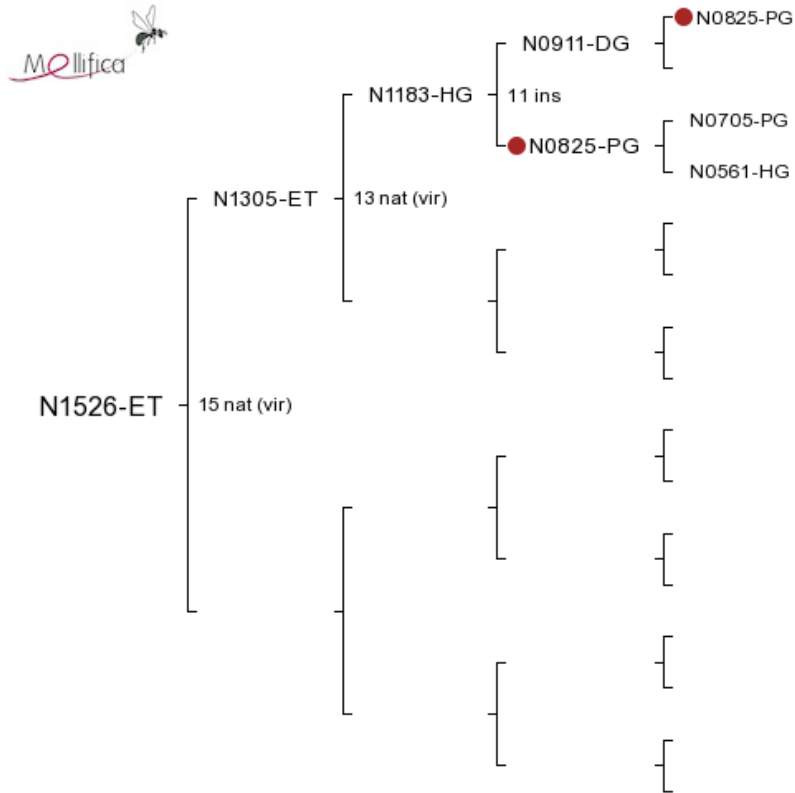 Mellifica
N0825-PG
N0911-DG
N1183-HG
11 ins
N0705-PG
N0825-PG
N0561-HG
N1305-ET
13 nat (vir)
N1526-ET
15 nat (vir)